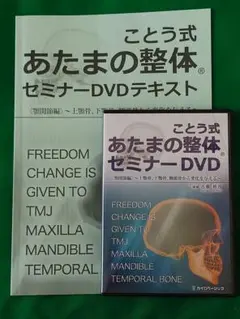 ことう式
あたまの整体®
セミナーDVDテキスト
FREEDOM
CHANGE IS
GIVEN TO
TMJ
MAXILLA
MANDIBLE
TEMPORAL
ことう式
あたまの整体®
セミナーDVD
FREEDOM
CHANGE IS
GIVEN TO
TMJ
MAXILLA
MANDIBLE
TEMPORAL BONE